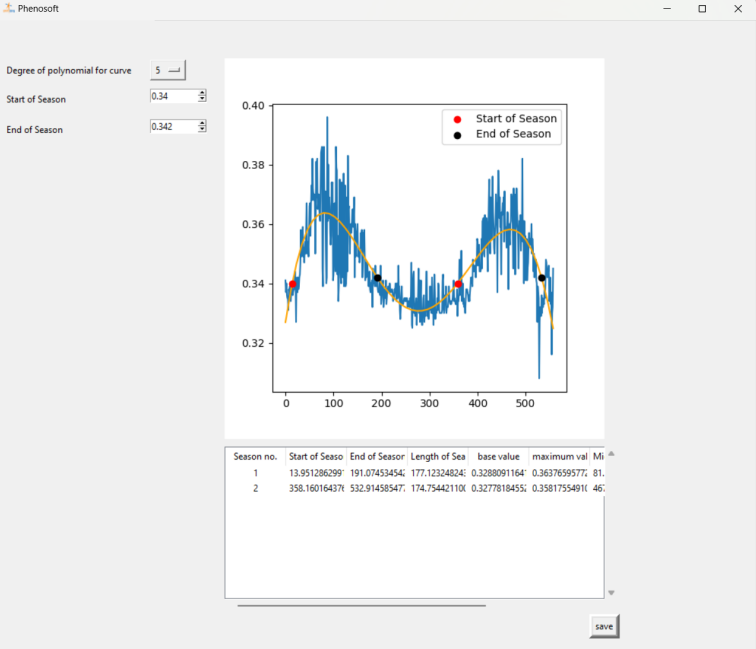 Phenosoft
Degree of polynomial for curve 5
Start of Season 0.34
End of Season 0.342
0.40
0.38
0.36
0.34
0.32
Start of Season
End of Season
0 100 200 300 400 500
Season no. Start of Seaso End of Season Length of Sea base value maximum val Mi
1 13.951286299 191.07453454 177.12324824 0.3288091164 0.3637659577 81.
2 358.160164376 532.914585477 174.75442110 0.3277818455 0.3581755491 467
save